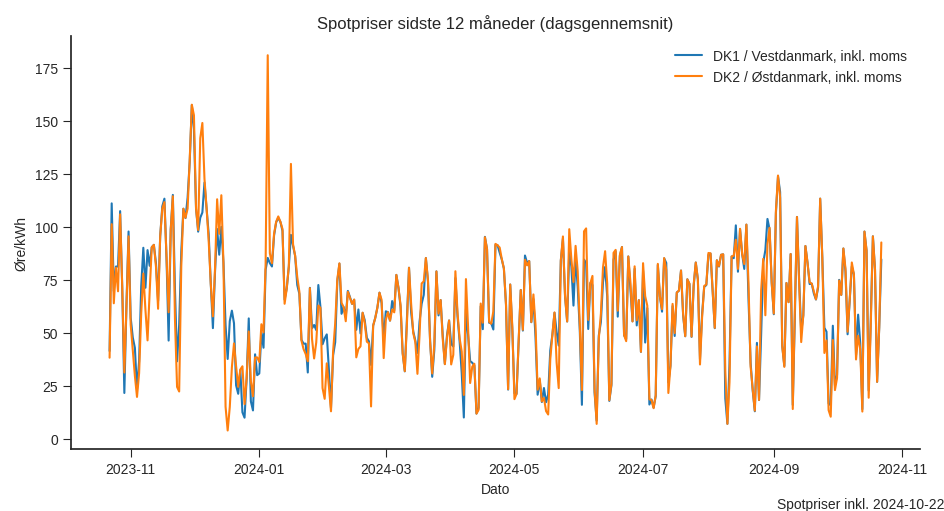 Spotpriser sidste 12 måneder (dagsgennemsnit)
DK1 / Vestdanmark, inkl. moms
DK2 / Østdanmark, inkl. moms
175
150
125
100
75
50
25
0
Øre/kWh
2023-11 2024-01 2024-03 2024-05 2024-07 2024-09 2024-11
Dato
Spotpriser inkl. 2024-10-22